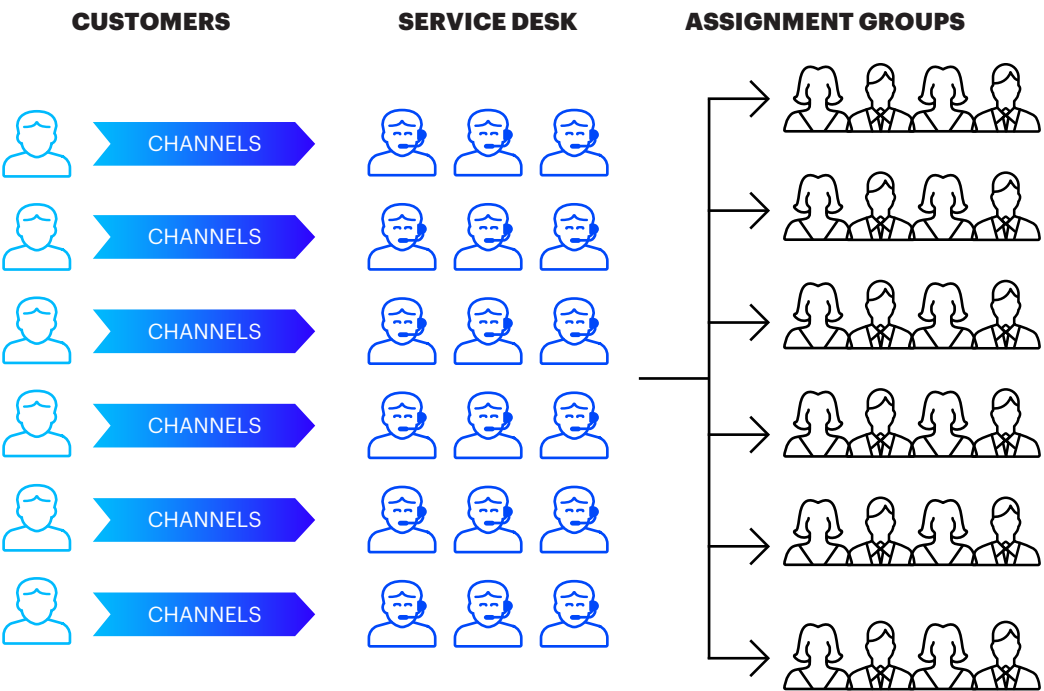 CUSTOMERS
SERVICE DESK
ASSIGNMENT GROUPS
CHANNELS
CHANNELS
CHANNELS
CHANNELS
CHANNELS
CHANNELS